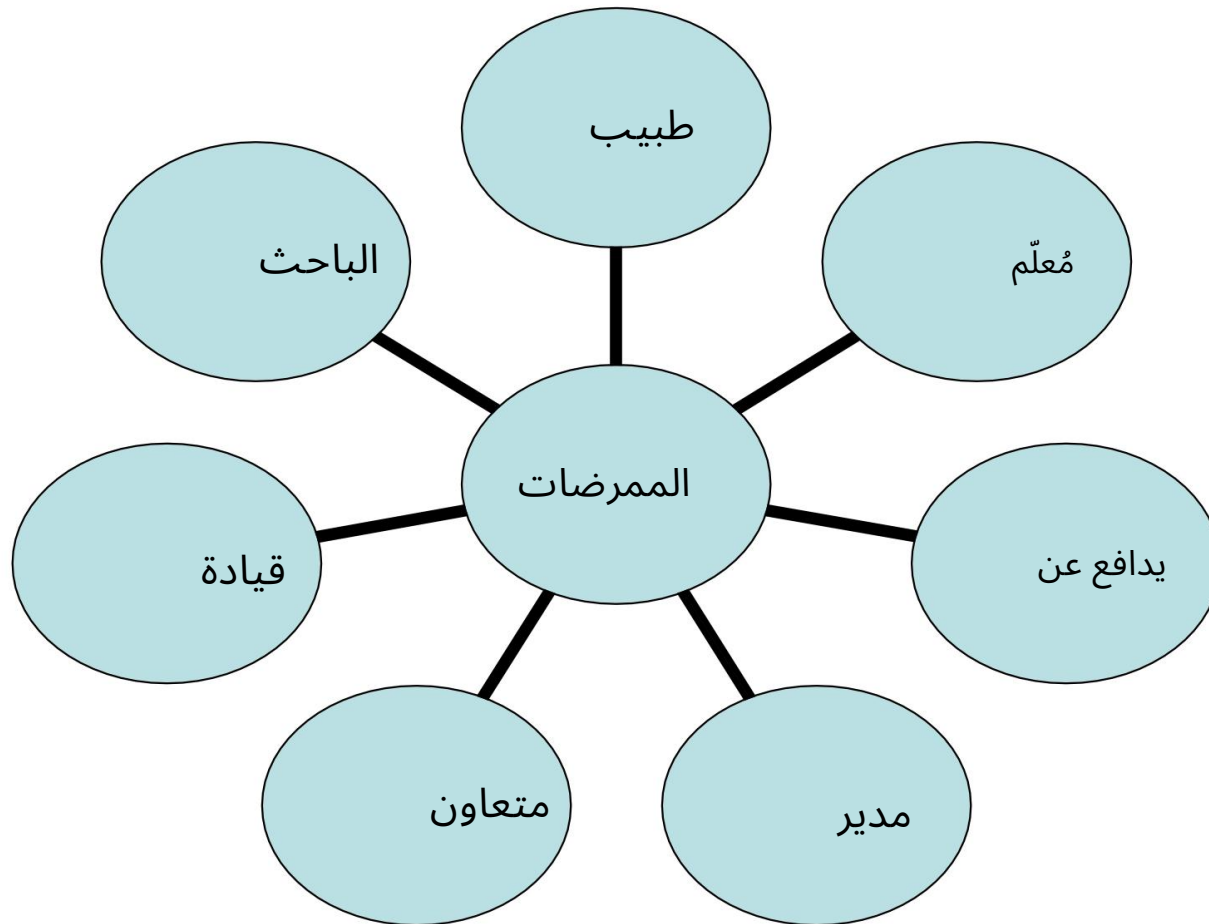 طبيب
مُعلّم
الباحث
الممرضات
يدافع عن
قيادة
متعاون
مدير